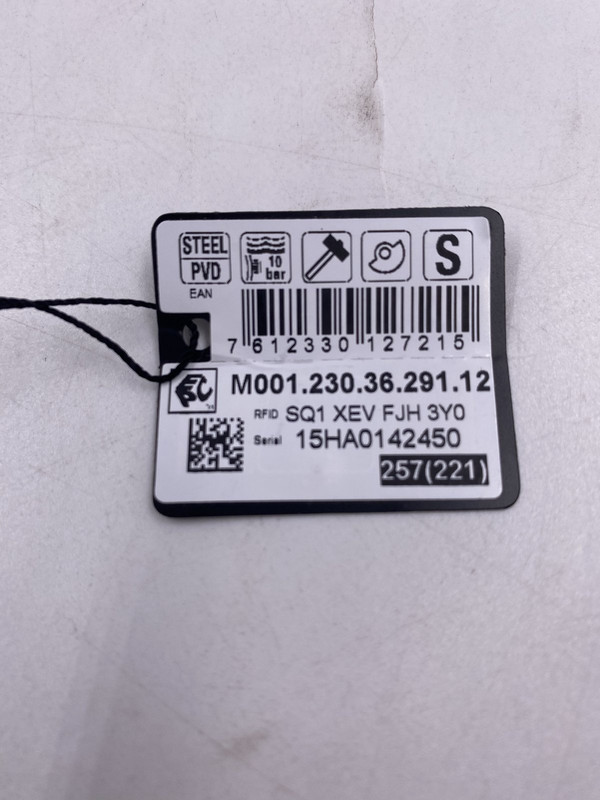 STEEL
PVD
10
bar
S
EAN
7 612330 127215
M001.230.36.291.12
RFID SQ1 XEV FJH 3Y0
Serial 15HA0142450
257(221)